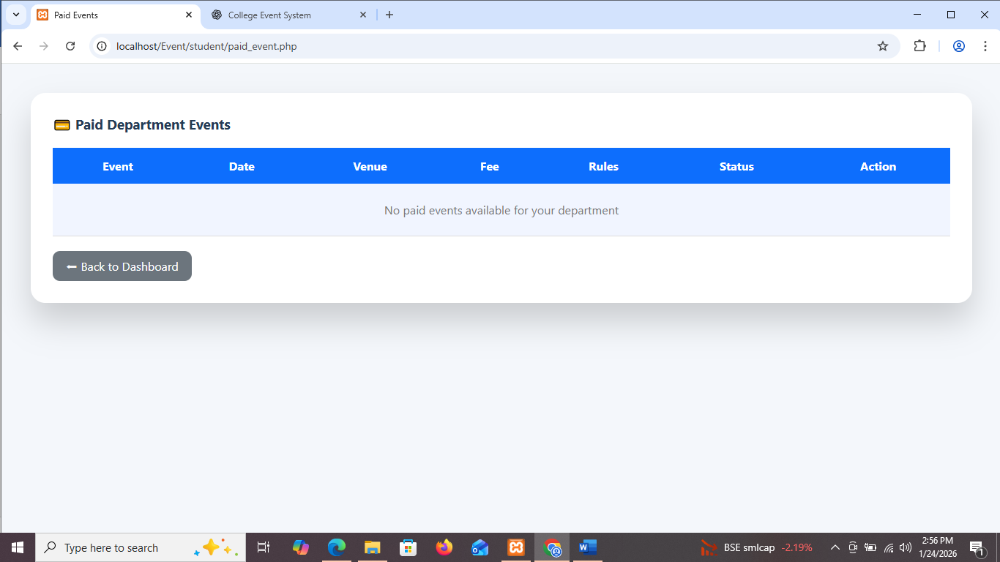 Paid Events
College Event System
localhost/Event/student/paid_event.php
Paid Department Events
Event Date Venue Fee Rules Status Action
No paid events available for your department
Back to Dashboard
Type here to search
BSE smlcap -2.19%
2:56 PM
1/24/2026
1